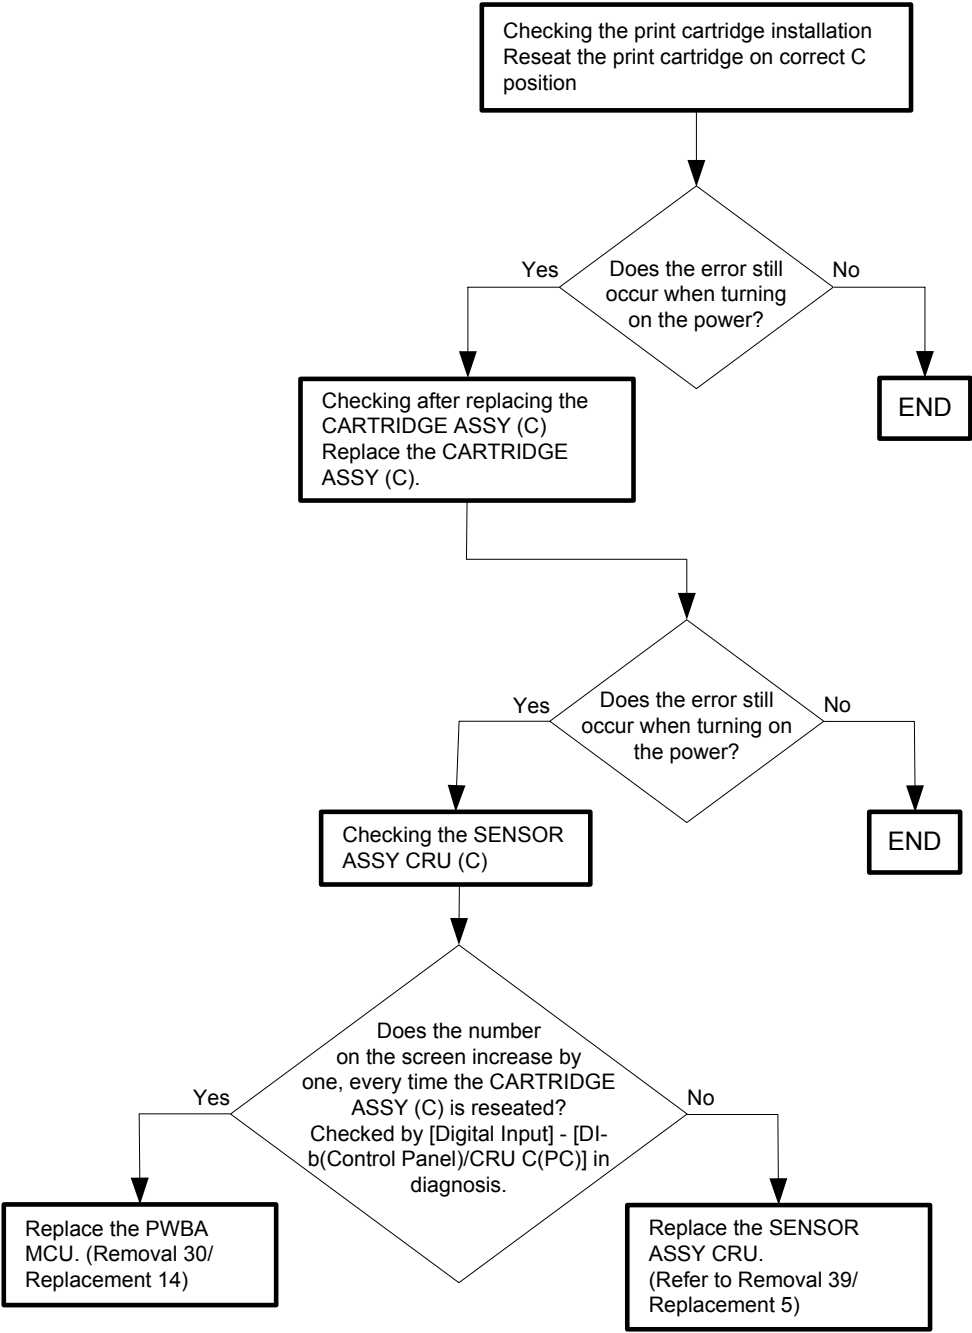 Checking the print cartridge installation
Reseat the print cartridge on correct C
position
Does the error still
occur when turning
on the power?
Yes
No
END
Checking after replacing the
CARTRIDGE ASSY (C)
Replace the CARTRIDGE
ASSY (C).
Does the error still
occur when turning on
the power?
Yes
No
END
Checking the SENSOR
ASSY CRU (C)
Does the number
on the screen increase by
one, every time the CARTRIDGE
ASSY (C) is reseated?
Checked by [Digital Input] - [DI-
b(Control Panel)/CRU C(PC)] in
diagnosis.
Yes
No
Replace the PWBA
MCU. (Removal 30/
Replacement 14)
Replace the SENSOR
ASSY CRU.
(Refer to Removal 39/
Replacement 5)